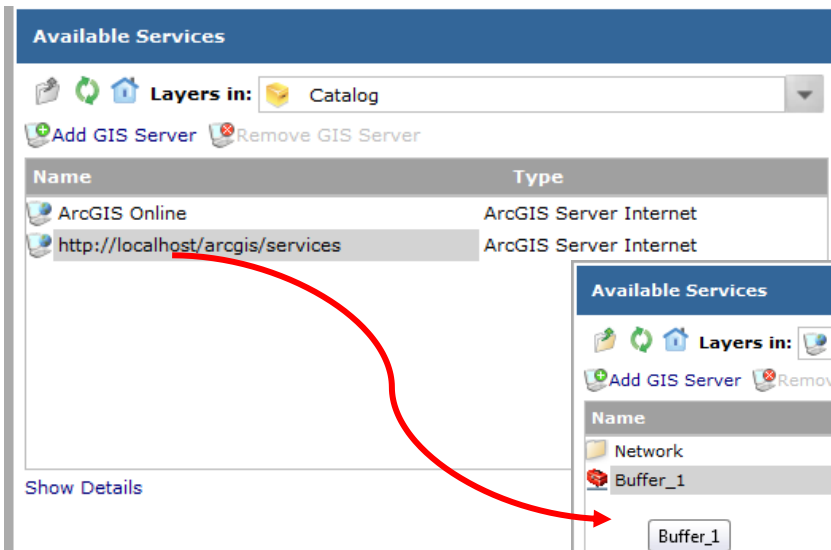 Available Services
Layers in: Catalog
Add GIS Server Remove GIS Server
Name Type
ArcGIS Online ArcGIS Server Internet
http://localhost/arcgis/services ArcGIS Server Internet
Show Details
Available Services
Layers in:
Add GIS Server Remov
Name
Network
Buffer_1
Buffer_1